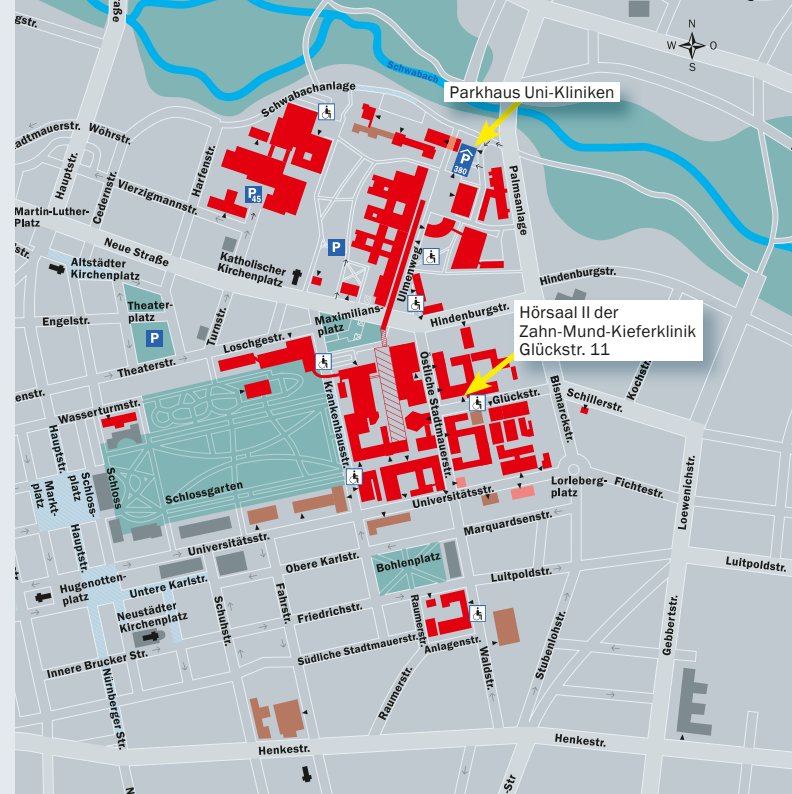 N
W
O
S
Schwabach
Parkhaus Uni-Kliniken
Schwabachanlage
P
380
Wöhrstr.
Hauptstr.
Cedernstr.
Harfenstr.
Vierzigmannstr.
P
45
Palmsanlage
Martin-Luther-
Platz
Neue Straße
Altstädter
Kirchenplatz
Katholischer
Kirchenplatz
P
Ulmenweg
Hindenburgstr.
Theater-
platz
P
Engelstr.
Turnstr.
Maximilians-
platz
Hindenburgstr.
Hörsaal II der
Zahn-Mund-Kieferklinik
Glückstr. 11
Loschgestr.
Theaterstr.
Östliche Stadtmauerstr.
Krankenhausstr.
Glückstr.
Bismarckstr.
Schillerstr.
Kochstr.
Wasserturmstr.
Hauptstr.
Markt-
platz
Schloss-
platz
Schloss
Schlossgarten
Universitätsstr.
Lorleberg-
platz
Fichtestr.
Loewenichstr.
Marquardsenstr.
Hauptstr.
Universitätsstr.
Obere Karlstr.
Bohlenplatz
Luitpoldstr.
Luitpoldstr.
Hugenotten-
platz
Untere Karlstr.
Neustädter
Kirchenplatz
Schuhstr.
Fahrstr.
Friedrichstr.
Raumerstr.
Südliche Stadtmauerstr.
Anlagenstr.
Waldstr.
Stubenlohstr.
Gebbertstr.
Innere Brucker Str.
Nürnberger Str.
Raumerstr.
Henkestr.
Henkestr.